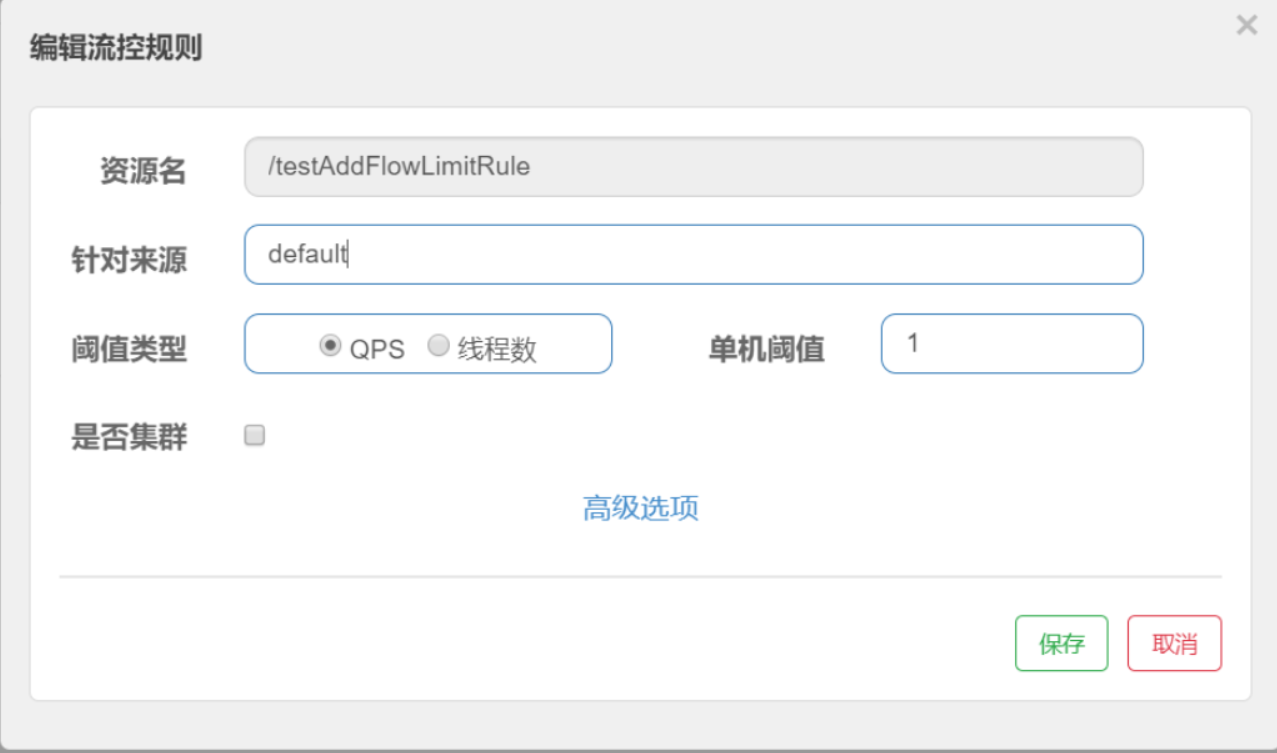 编辑流控规则
×
资源名 /testAddFlowLimitRule
针对来源 default
阈值类型 QPS 线程数 单机阈值 1
是否集群
高级选项
保存 取消